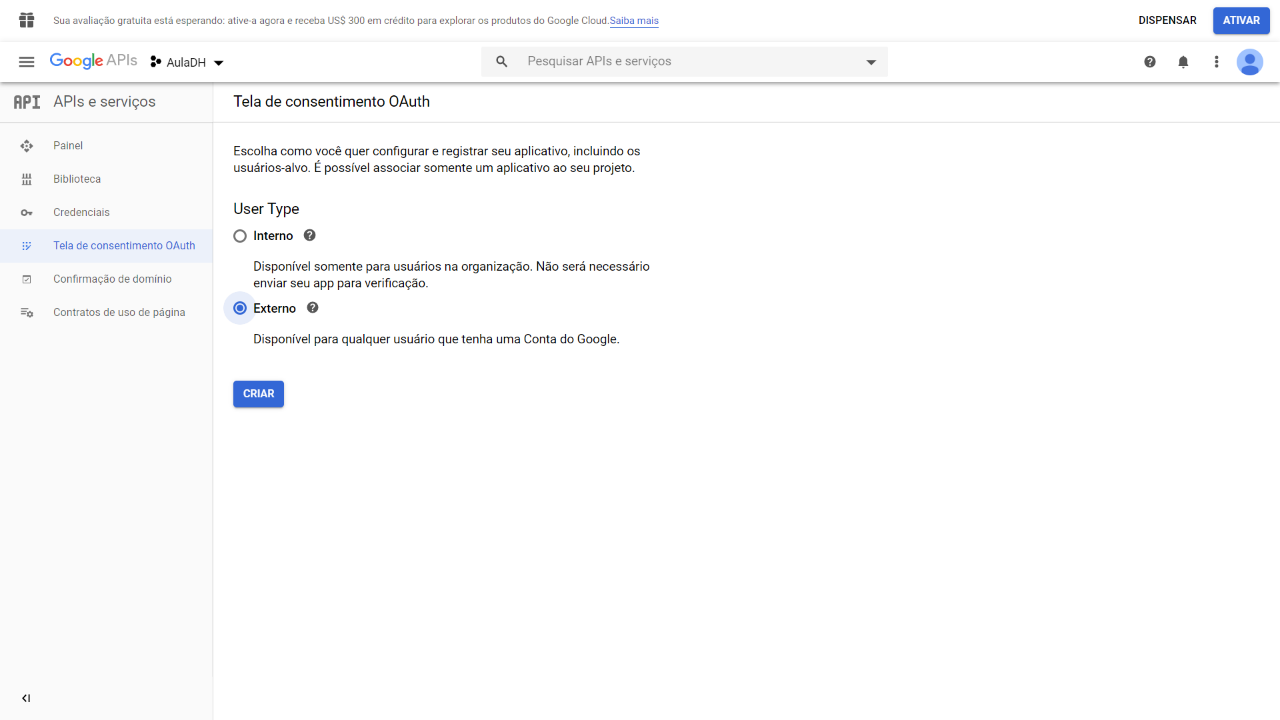 Sua avaliação gratuita está esperando: ative-a agora e receba US$ 300 em crédito para explorar os produtos do Google Cloud.Saiba mais
DISPENSAR
ATIVAR
Google APIs
AulaDH
Pesquisar APIs e serviços
API
APIs e serviços
Tela de consentimento OAuth
Painel
Biblioteca
Credenciais
Tela de consentimento OAuth
Confirmação de domínio
Contratos de uso de página
Escolha como você quer configurar e registrar seu aplicativo, incluindo os
usuários-alvo. É possível associar somente um aplicativo ao seu projeto.
User Type
Interno
Disponível somente para usuários na organização. Não será necessário
enviar seu app para verificação.
Externo
Disponível para qualquer usuário que tenha uma Conta do Google.
CRIAR